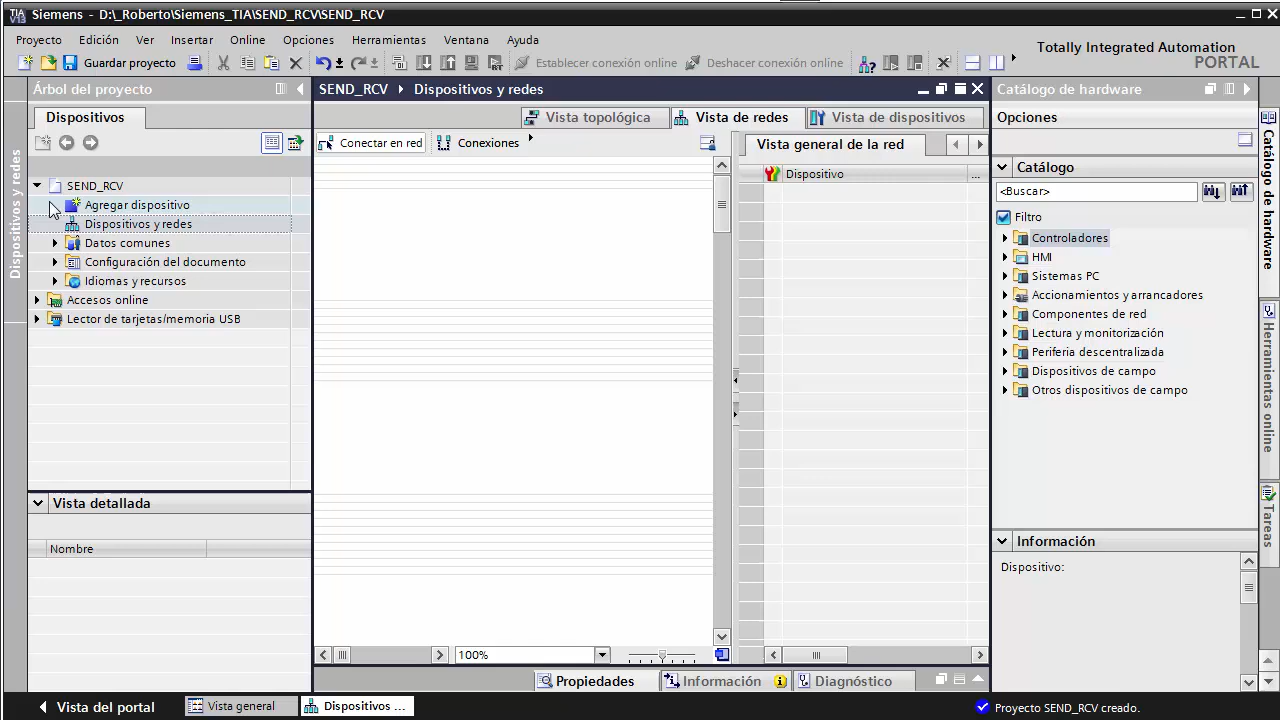 TIA
V13
Siemens - D:\_Roberto\Siemens_TIA\SEND_RCV\SEND_RCV
Proyecto Edición Ver Insertar Online Opciones Herramientas Ventana Ayuda
Totally Integrated Automation
PORTAL
Guardar proyecto
Establecer conexión online
Deshacer conexión online
Árbol del proyecto
Dispositivos
Dispositivos y redes
SEND_RCV
Agregar dispositivo
Dispositivos y redes
Datos comunes
Configuración del documento
Idiomas y recursos
Accesos online
Lector de tarjetas/memoria USB
Vista detallada
Nombre
SEND_RCV
Dispositivos y redes
Vista topológica
Vista de redes
Vista de dispositivos
Conectar en red
Conexiones
Vista general de la red
Dispositivo
...
100%
Propiedades
Información
Diagnóstico
Catálogo de hardware
Opciones
Catálogo
<Buscar>
Filtro
Controladores
HMI
Sistemas PC
Accionamientos y arrancadores
Componentes de red
Lectura y monitorización
Periferia descentralizada
Dispositivos de campo
Otros dispositivos de campo
Información
Dispositivo:
Catálogo de hardware
Herramientas online
Tareas
Vista del portal
Vista general
Dispositivos ...
Proyecto SEND_RCV creado.